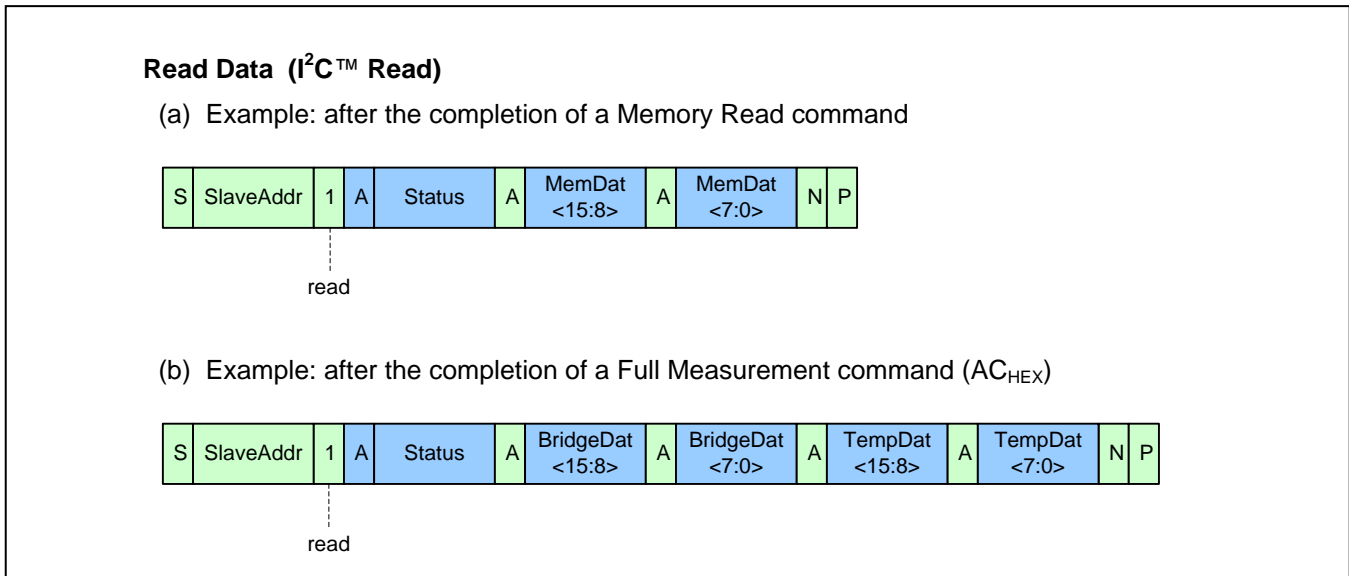 Read Data (I²C™ Read)
(a) Example: after the completion of a Memory Read command
S SlaveAddr 1 A Status A MemDat <15:8> A MemDat <7:0> N P
read
(b) Example: after the completion of a Full Measurement command (AC_HEX)
S SlaveAddr 1 A Status A BridgeDat <15:8> A BridgeDat <7:0> A TempDat <15:8> A TempDat <7:0> N P
read